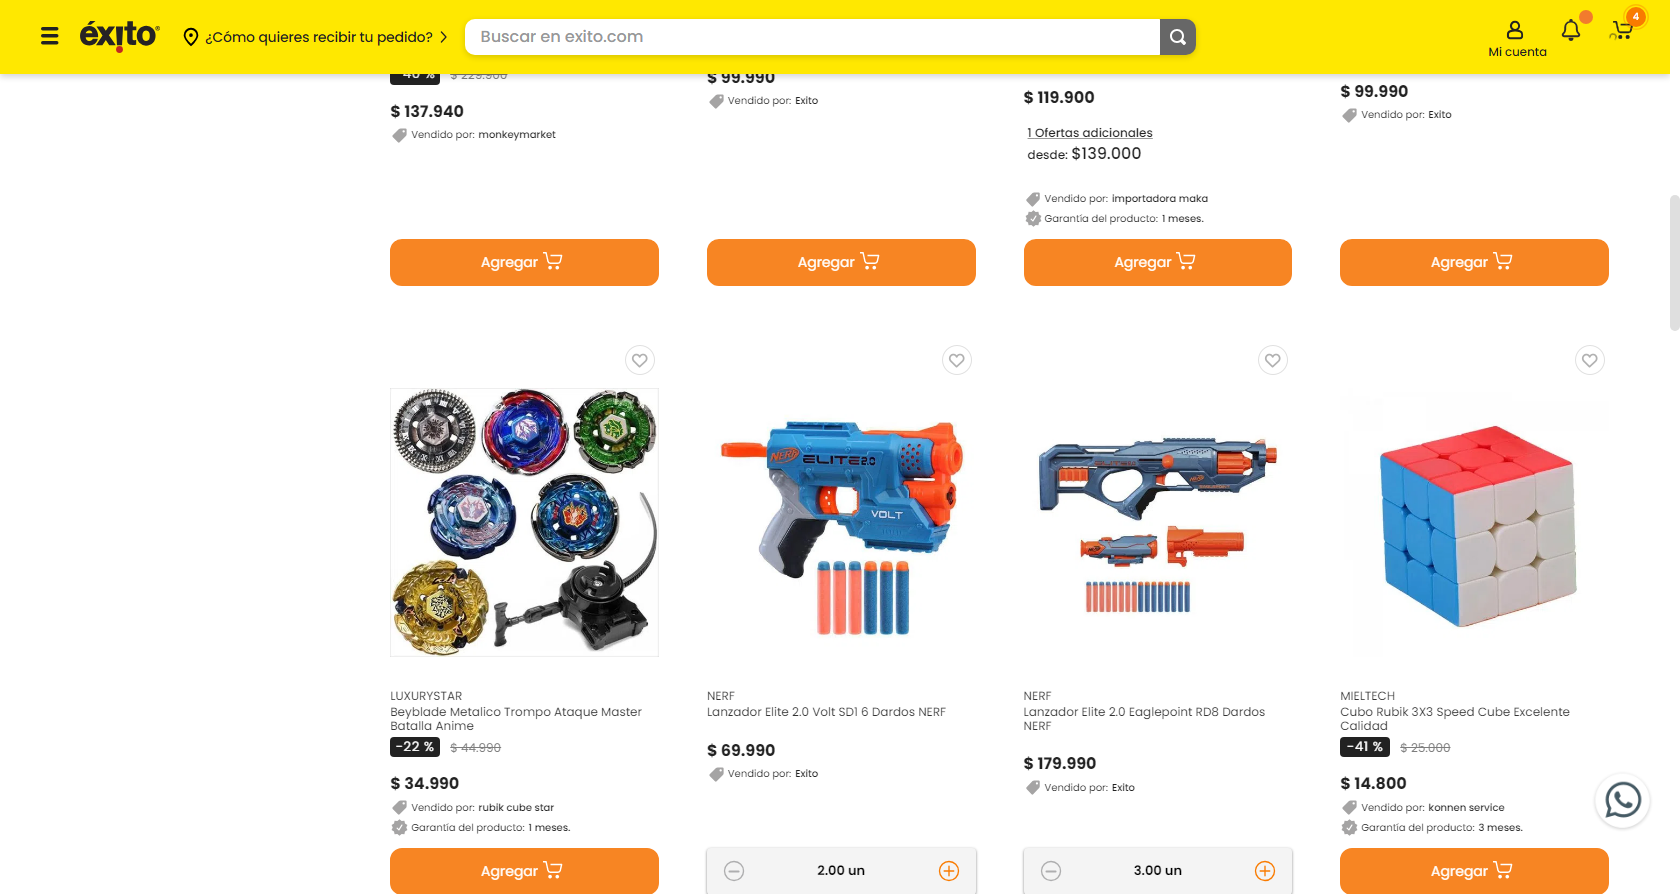 éxito
¿Cómo quieres recibir tu pedido?
Buscar en exito.com
Mi cuenta
4
-40 % $ 229.900
$ 137.940
Vendido por: monkeymarket
$ 99.990
Vendido por: Exito
$ 119.900
1 Ofertas adicionales
desde: $139.000
Vendido por: importadora maka
Garantía del producto: 1 meses.
$ 99.990
Vendido por: Exito
Agregar
Agregar
Agregar
Agregar
NERF ELITE 2.0
VOLT
LUXURYSTAR
Beyblade Metalico Trompo Ataque Master
Batalla Anime
-22 % $ 44.990
$ 34.990
Vendido por: rubik cube star
Garantía del producto: 1 meses.
Agregar
NERF
Lanzador Elite 2.0 Volt SD1 6 Dardos NERF
$ 69.990
Vendido por: Exito
2.00 un
NERF
Lanzador Elite 2.0 Eaglepoint RD8 Dardos
NERF
$ 179.990
Vendido por: Exito
3.00 un
MIELTECH
Cubo Rubik 3X3 Speed Cube Excelente
Calidad
-41 % $ 25.000
$ 14.800
Vendido por: konnen service
Garantía del producto: 3 meses.
Agregar